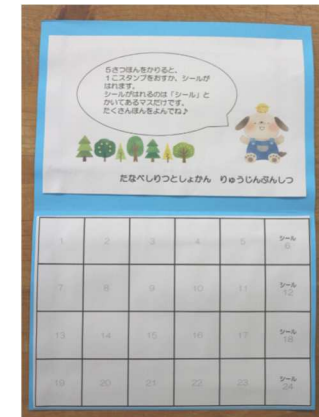 5さつほんをかりると、
1こスタンプをおすか、シールが
はれます。
シールがはれるのは「シール」と
かいてあるマスだけです。
たくさんほんをよんでね♪
たなべしりつとしょかん りゅうじんぶんしつ
1 2 3 4 5 シール 6
7 8 9 10 11 シール 12
13 14 15 16 17 シール 18
19 20 21 22 23 シール 24